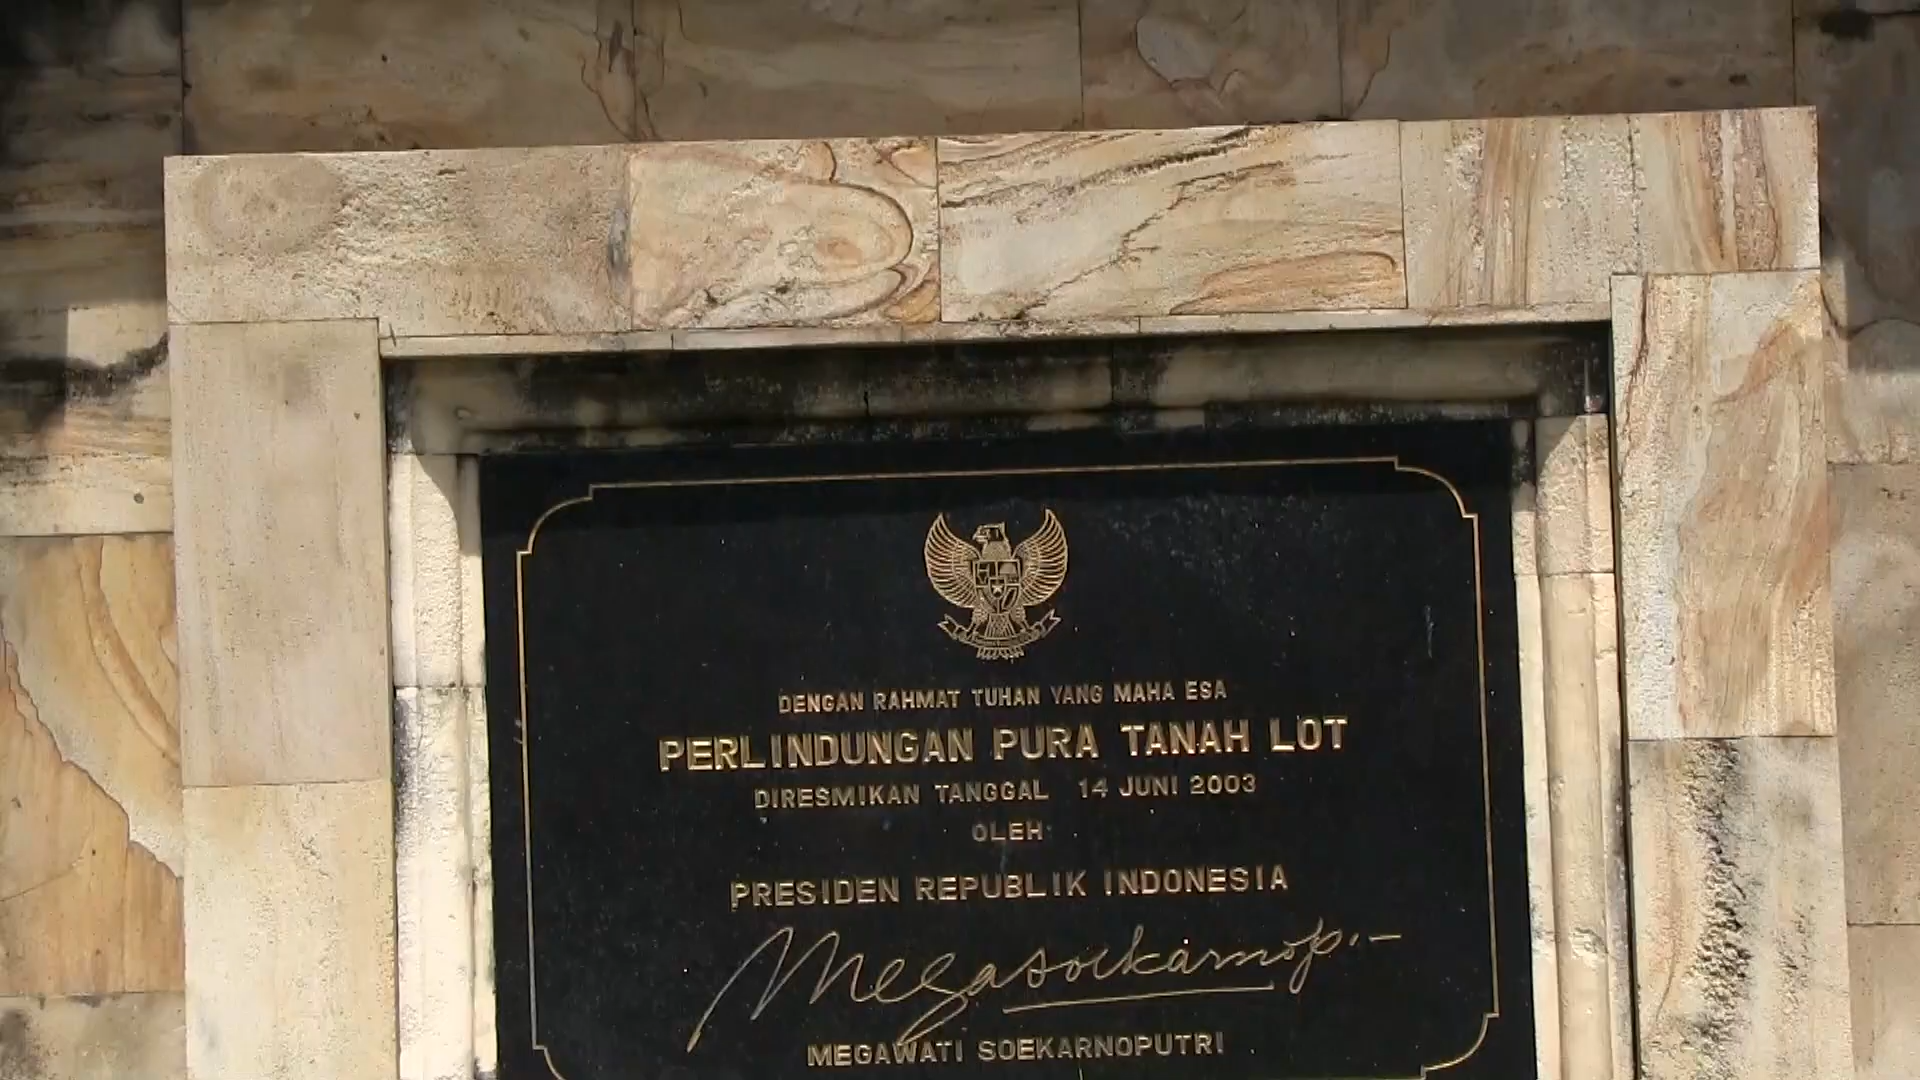 DENGAN RAHMAT TUHAN YANG MAHA ESA
PERLINDUNGAN PURA TANAH LOT
DIRESMIKAN TANGGAL 14 JUNI 2003
OLEH
PRESIDEN REPUBLIK INDONESIA
Megasoekarnop.-
MEGAWATI SOEKARNOPUTRI